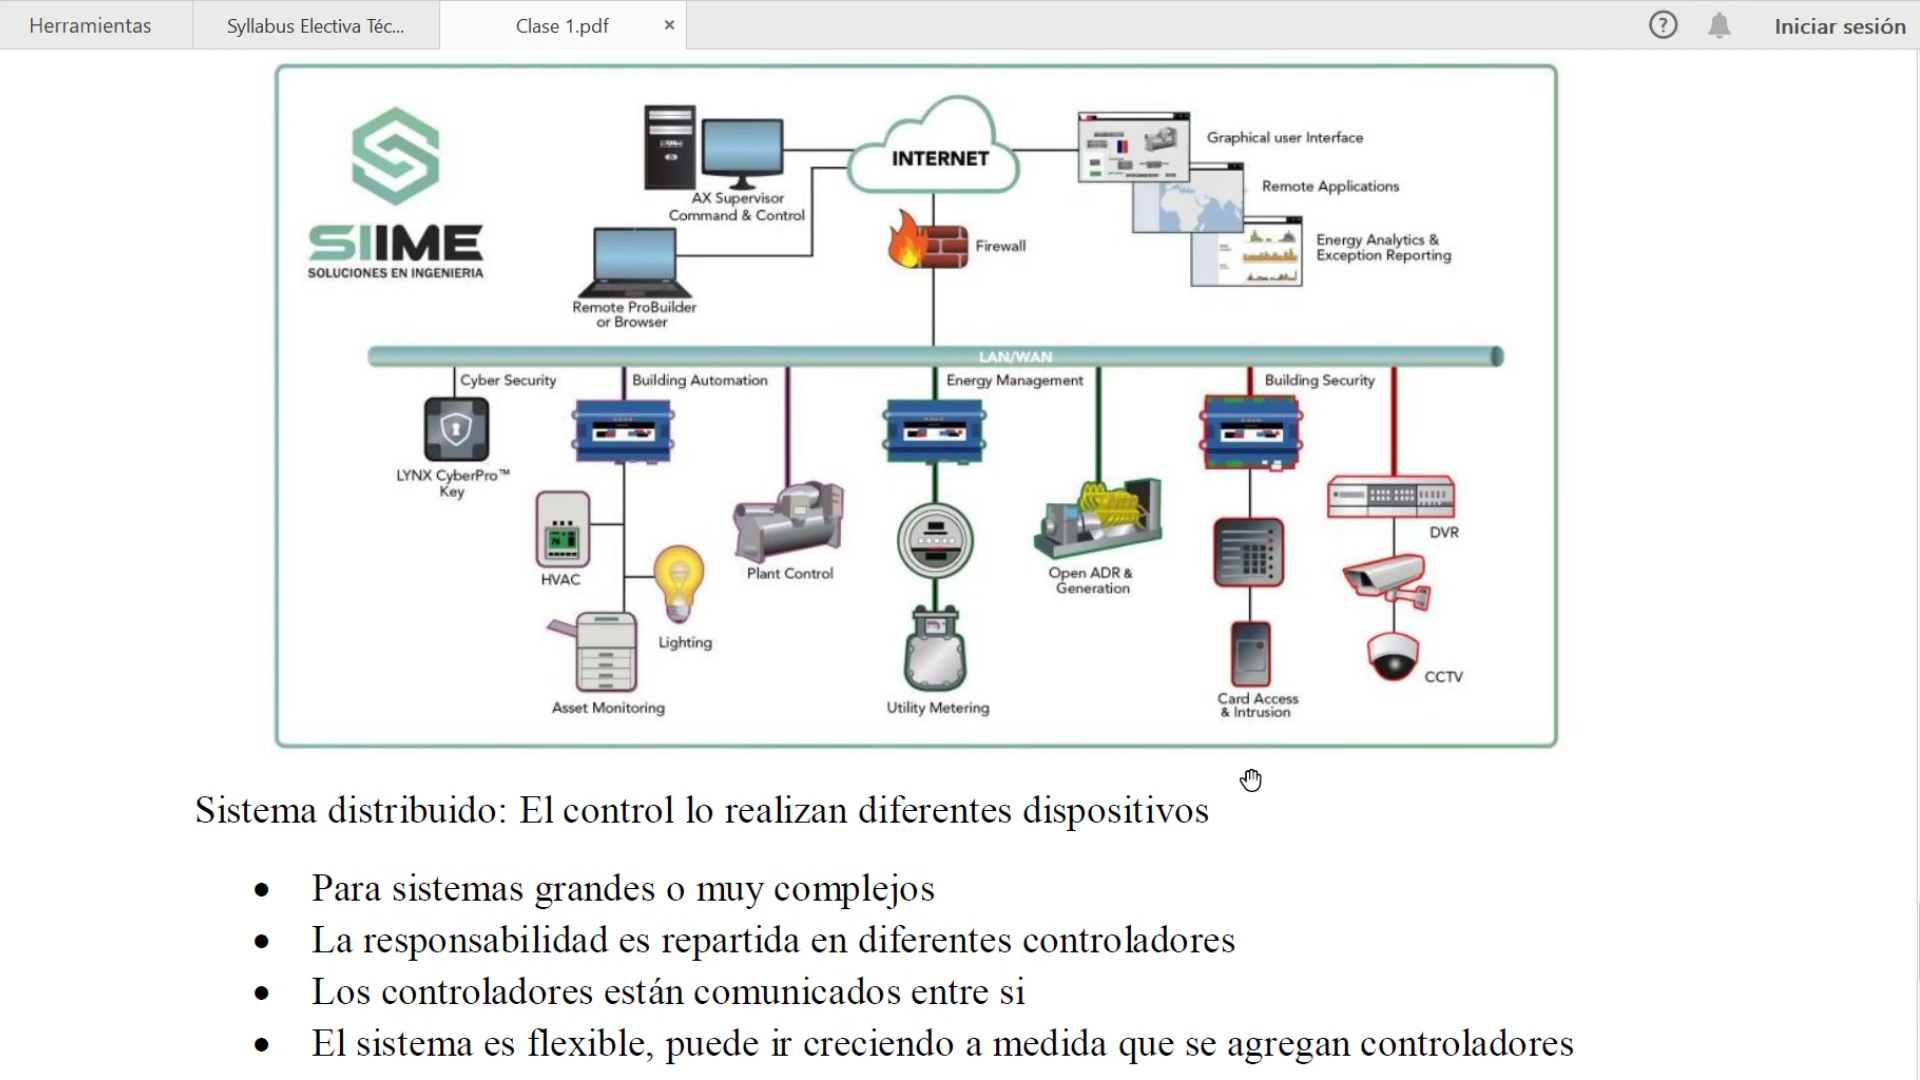 Herramientas
Syllabus Electiva Téc...
Clase 1.pdf
Iniciar sesión
SIIME
SOLUCIONES EN INGENIERIA
AX Supervisor
Command & Control
Remote ProBuilder
or Browser
INTERNET
Firewall
Graphical user Interface
Remote Applications
Energy Analytics &
Exception Reporting
LAN/WAN
Cyber Security
Building Automation
Energy Management
Building Security
LYNX CyberPro™
Key
HVAC
Lighting
Asset Monitoring
Plant Control
Utility Metering
Open ADR &
Generation
Card Access
& Intrusion
DVR
CCTV
Sistema distribuido: El control lo realizan diferentes dispositivos
• Para sistemas grandes o muy complejos
• La responsabilidad es repartida en diferentes controladores
• Los controladores están comunicados entre si
• El sistema es flexible, puede ir creciendo a medida que se agregan controladores